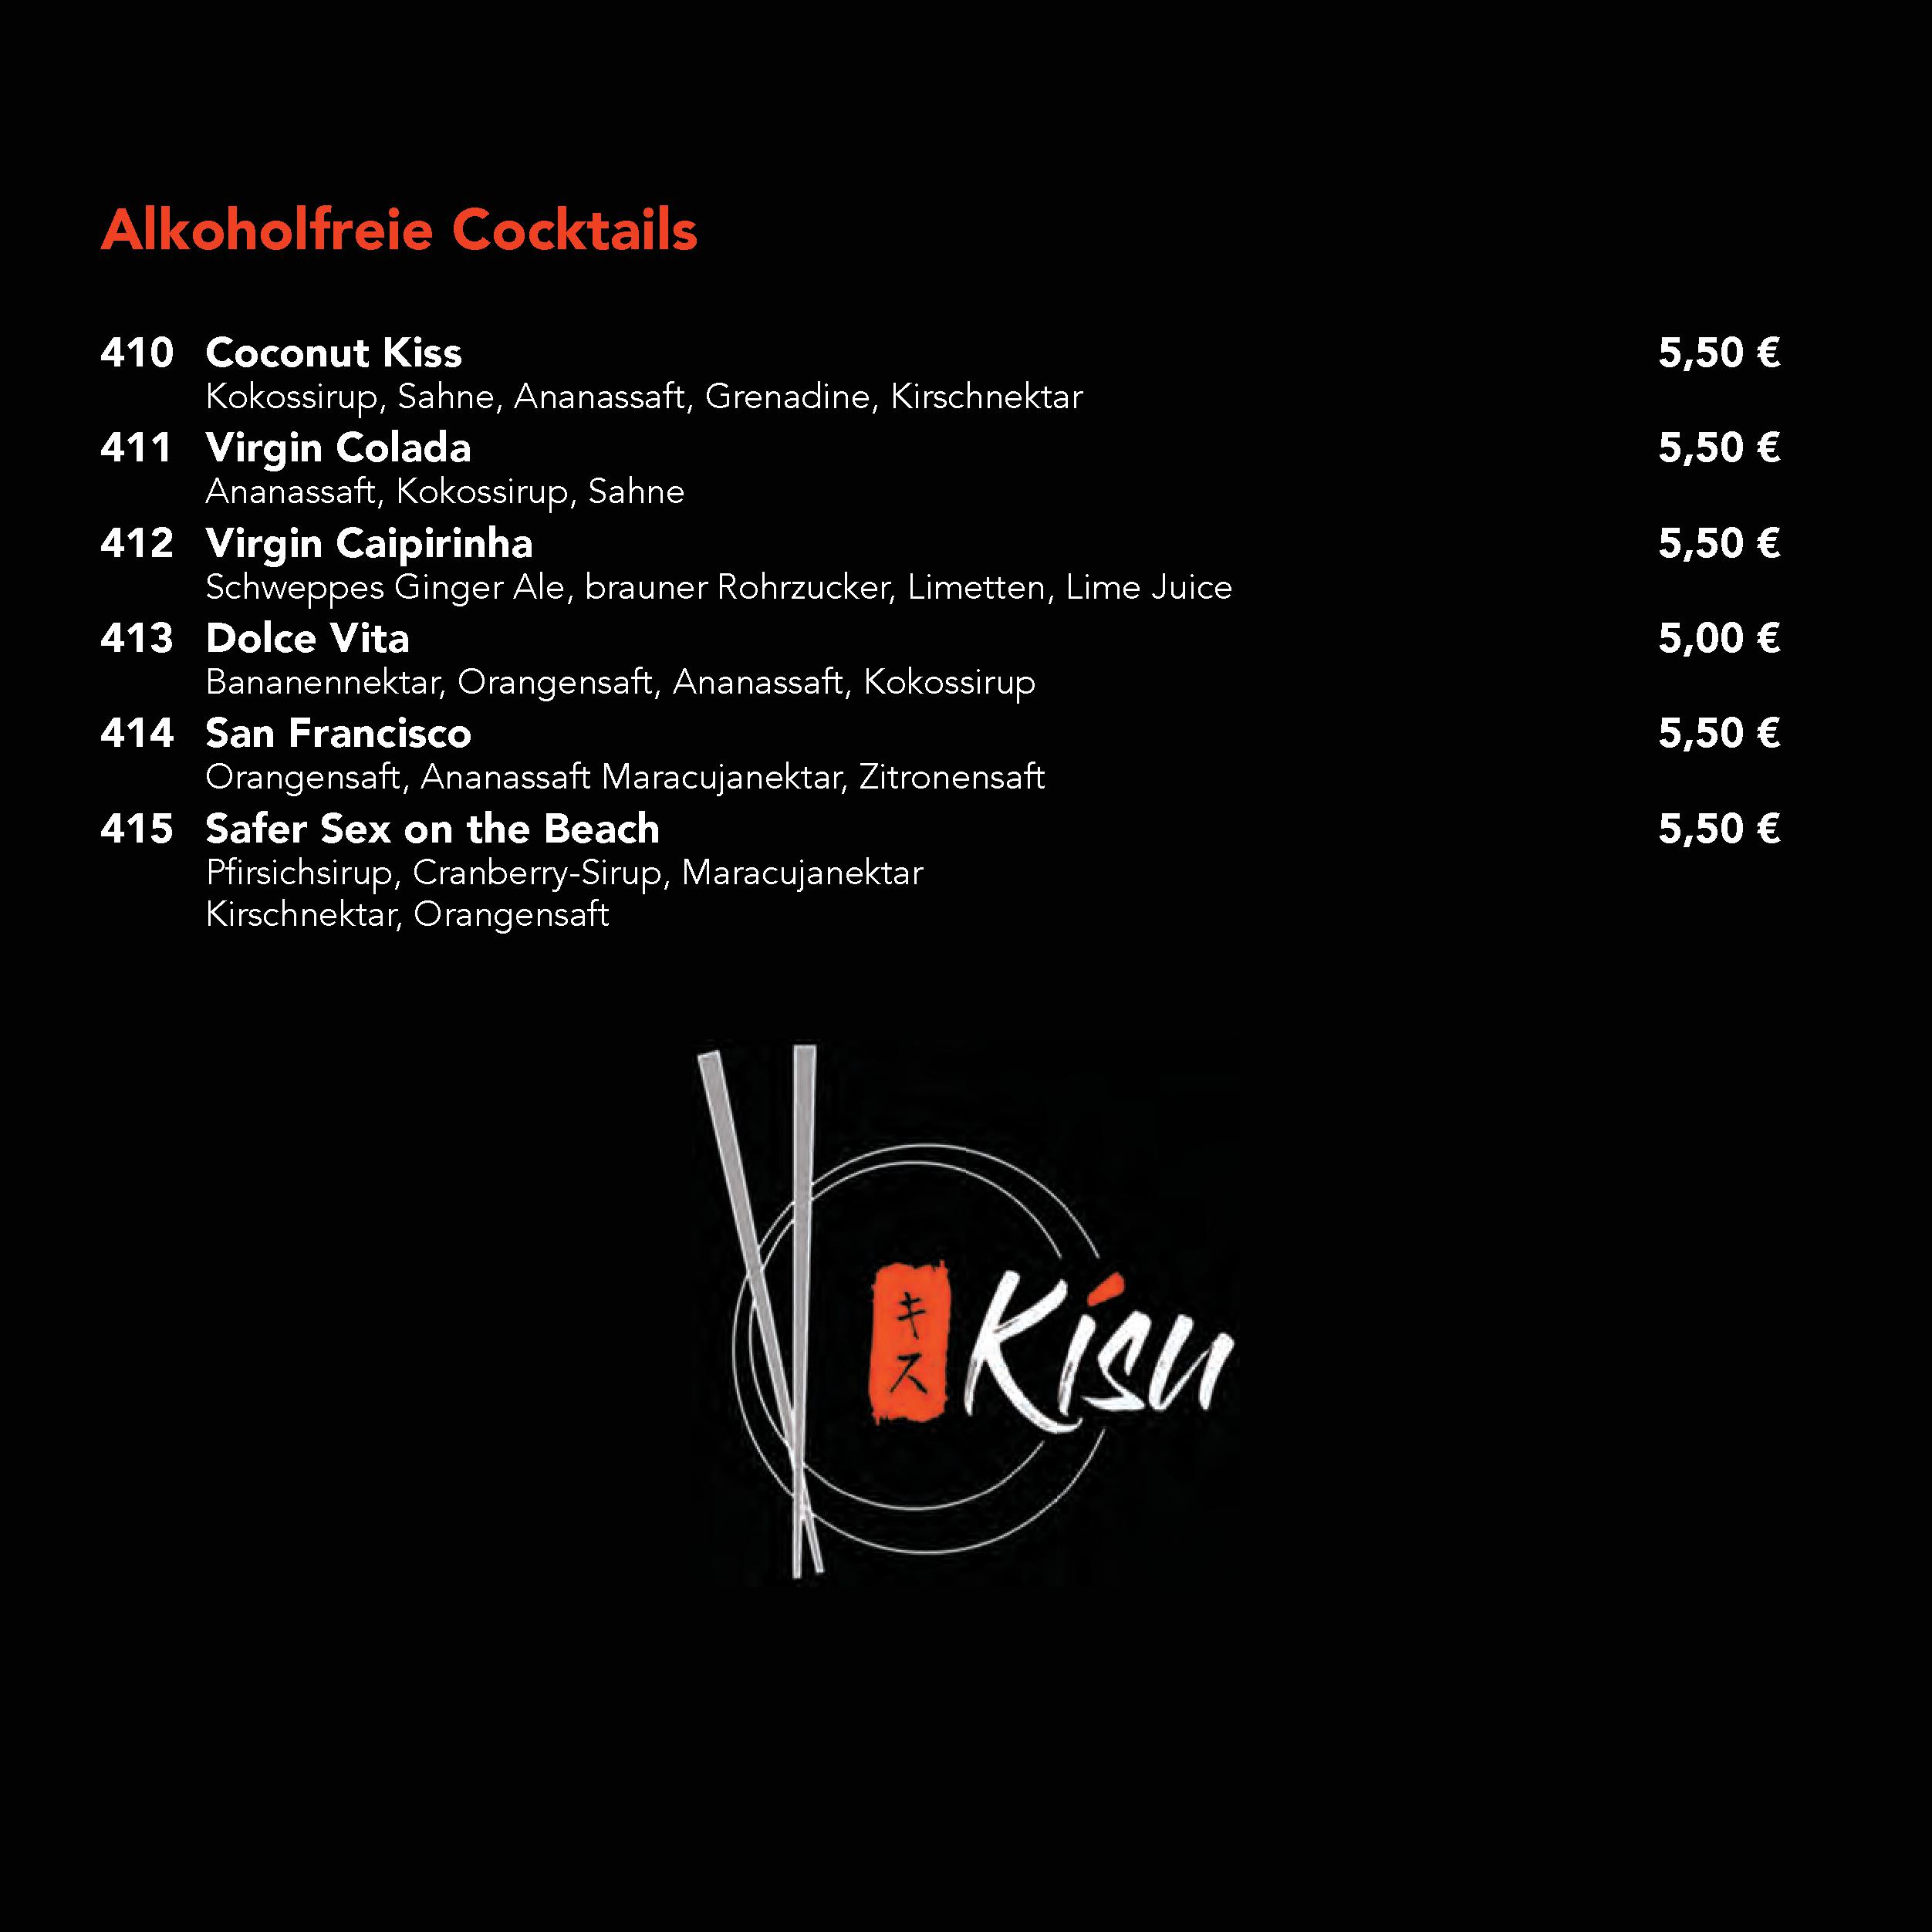 Alkoholfreie Cocktails
410 Coconut Kiss 5,50 €
Kokossirup, Sahne, Ananassaft, Grenadine, Kirschnektar
411 Virgin Colada 5,50 €
Ananassaft, Kokossirup, Sahne
412 Virgin Caipirinha 5,50 €
Schweppes Ginger Ale, brauner Rohrzucker, Limetten, Lime Juice
413 Dolce Vita 5,00 €
Bananennektar, Orangensaft, Ananassaft, Kokossirup
414 San Francisco 5,50 €
Orangensaft, Ananassaft Maracujanektar, Zitronensaft
415 Safer Sex on the Beach 5,50 €
Pfirsichsirup, Cranberry-Sirup, Maracujanektar
Kirschnektar, Orangensaft
キス
Kisu